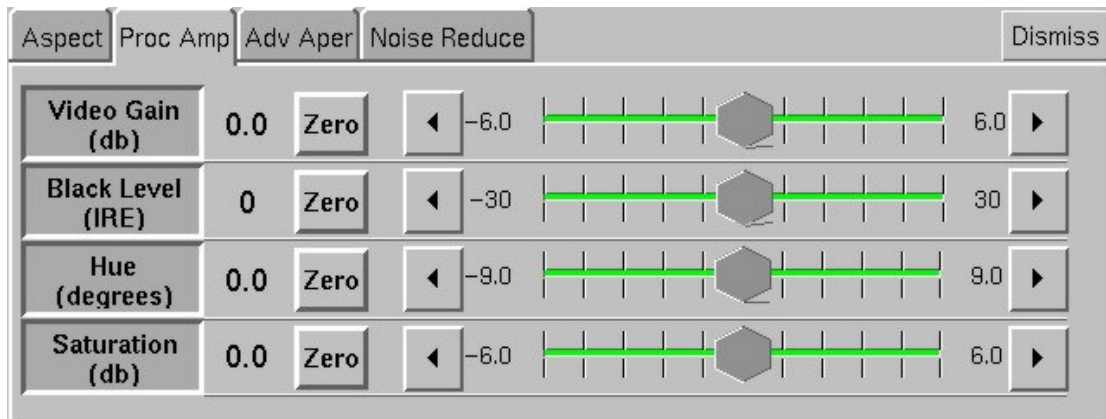 Aspect Proc Amp Adv Aper Noise Reduce Dismiss
Video Gain (db) 0.0 Zero -6.0 6.0
Black Level (IRE) 0 Zero -30 30
Hue (degrees) 0.0 Zero -9.0 9.0
Saturation (db) 0.0 Zero -6.0 6.0